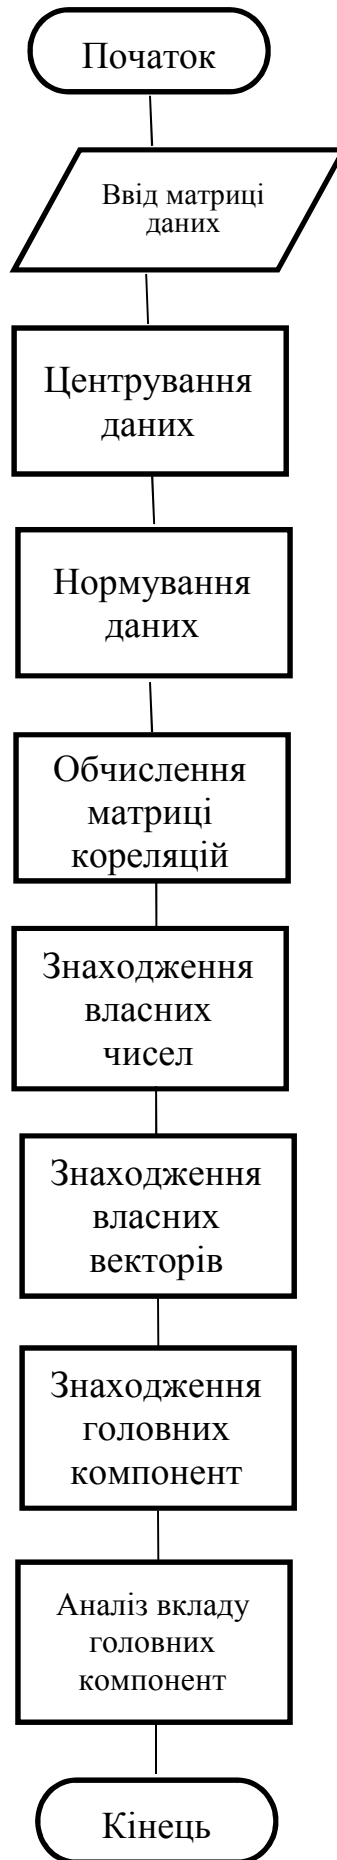 Початок
Ввід матриці
даних
Центрування
даних
Нормування
даних
Обчислення
матриці
кореляцій
Знаходження
власних
чисел
Знаходження
власних
векторів
Знаходження
головних
компонент
Аналіз вкладу
головних
компонент
Кінець